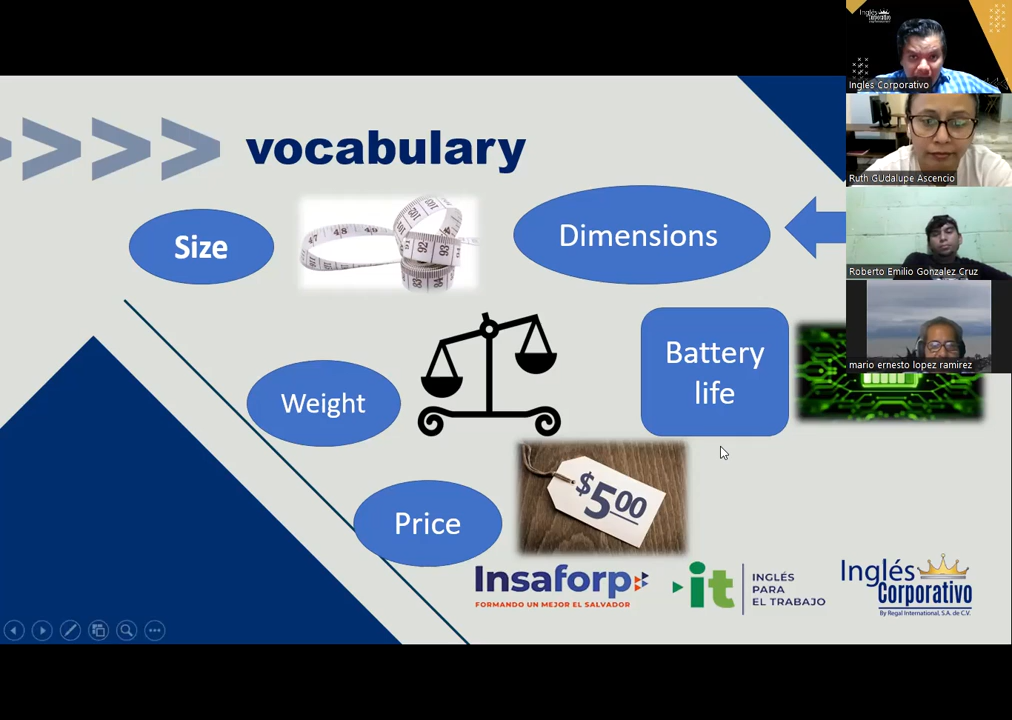 vocabulary
Size
Dimensions
Weight
Battery
life
Price
$5.00
Insaforp
FORMANDO UN MEJOR EL SALVADOR
it
INGLÉS
PARA
EL TRABAJO
Inglés
Corporativo
By Regal International, S.A. de C.V.
Inglés
Corporativo
Ingles Corporativo
Ruth GUdalupe Ascencio
Roberto Emilio Gonzalez Cruz
mario ernesto lopez ramirez